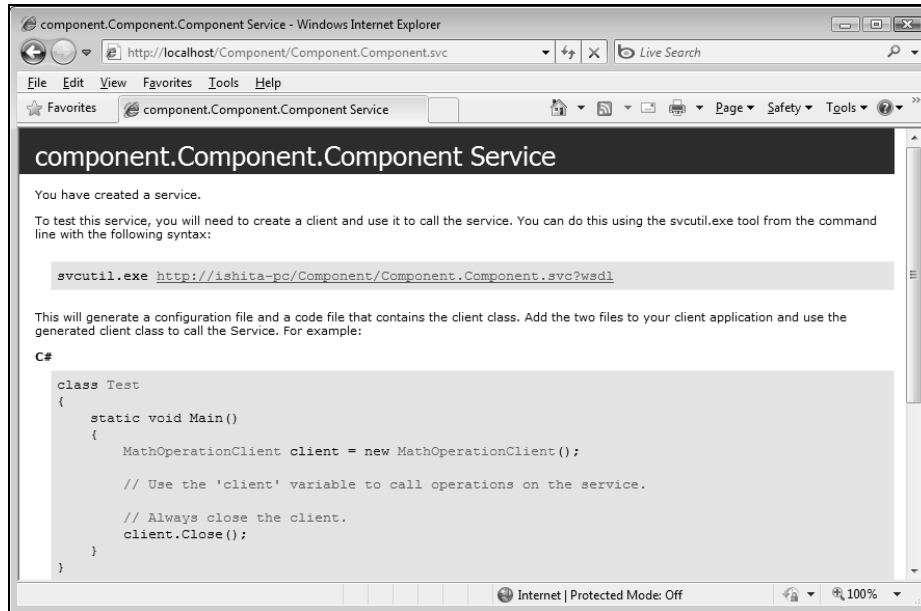 component.Component.Component Service - Windows Internet Explorer
http://localhost/Component/Component.Component.svc
Live Search
File Edit View Favorites Tools Help
Favorites
component.Component.Component Service
Page Safety Tools
component.Component.Component Service
You have created a service.
To test this service, you will need to create a client and use it to call the service. You can do this using the svcutil.exe tool from the command
line with the following syntax:
svcutil.exe http://ishita-pc/Component/Component.Component.svc?wsdl
This will generate a configuration file and a code file that contains the client class. Add the two files to your client application and use the
generated client class to call the Service. For example:
C#
class Test
{
static void Main()
{
MathOperationClient client = new MathOperationClient();
// Use the 'client' variable to call operations on the service.
// Always close the client.
client.Close();
}
}
Internet | Protected Mode: Off
100%